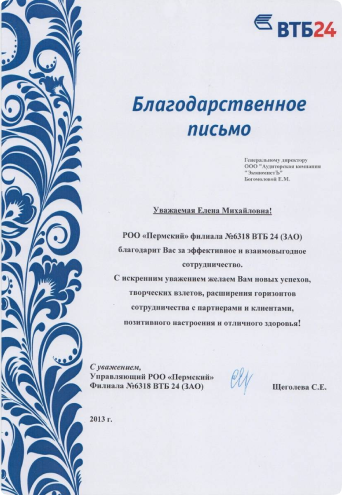 ВТБ24
Благодарственное
письмо
Генеральному директору
ООО "Аудиторская компания
"ЭкономистЪ"
Богомоловой Е.М.
Уважаемая Елена Михайловна!
РОО «Пермский» филиала №6318 ВТБ 24 (ЗАО)
благодарит Вас за эффективное и взаимовыгодное
сотрудничество.
С искренним уважением желаем Вам новых успехов,
творческих взлетов, расширения горизонтов
сотрудничества с партнерами и клиентами,
позитивного настроения и отличного здоровья!
С уважением,
Управляющий РОО «Пермский»
Филиала №6318 ВТБ 24 (ЗАО) Щеголева С.Е.
2013 г.